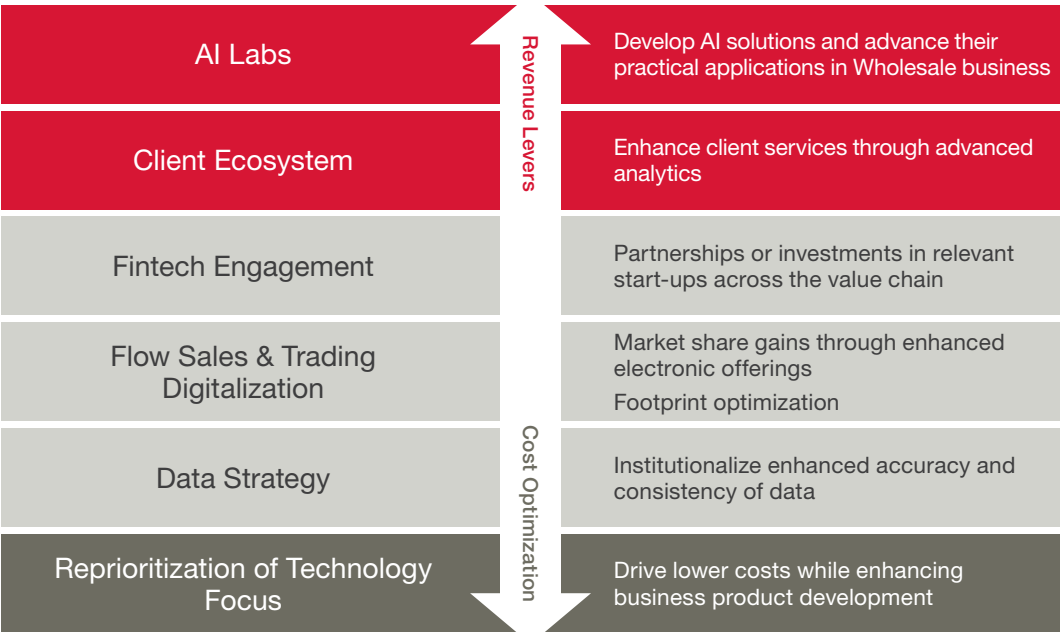 AI Labs
Revenue Levers
Develop AI solutions and advance their
practical applications in Wholesale business
Client Ecosystem
Enhance client services through advanced
analytics
Fintech Engagement
Partnerships or investments in relevant
start-ups across the value chain
Flow Sales & Trading
Digitalization
Market share gains through enhanced
electronic offerings
Footprint optimization
Cost Optimization
Data Strategy
Institutionalize enhanced accuracy and
consistency of data
Reprioritization of Technology
Focus
Drive lower costs while enhancing
business product development